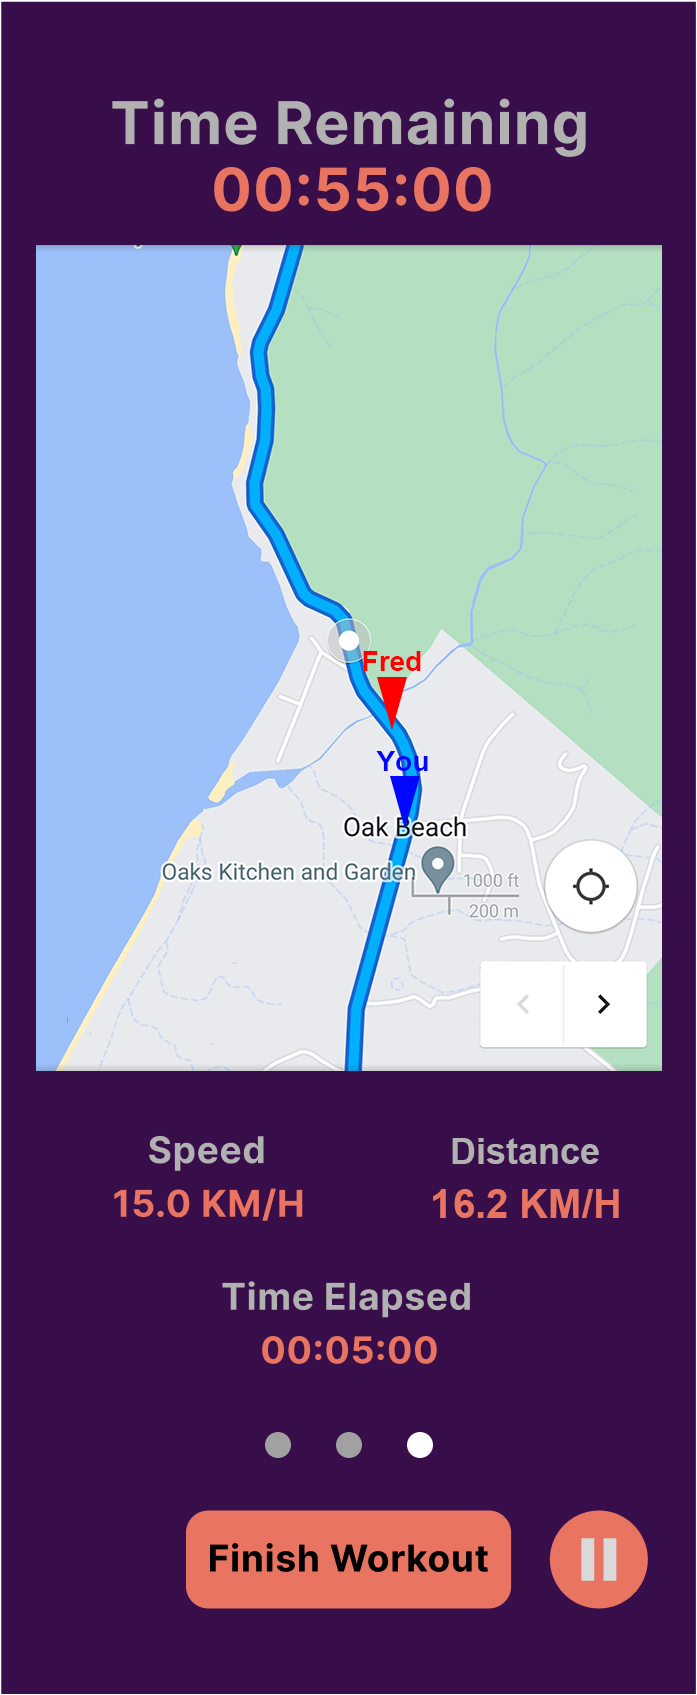 Time Remaining
00:55:00
Fred
You
Oak Beach
Oaks Kitchen and Garden
1000 ft
200 m
Speed
Distance
15.0 KM/H
16.2 KM/H
Time Elapsed
00:05:00
Finish Workout